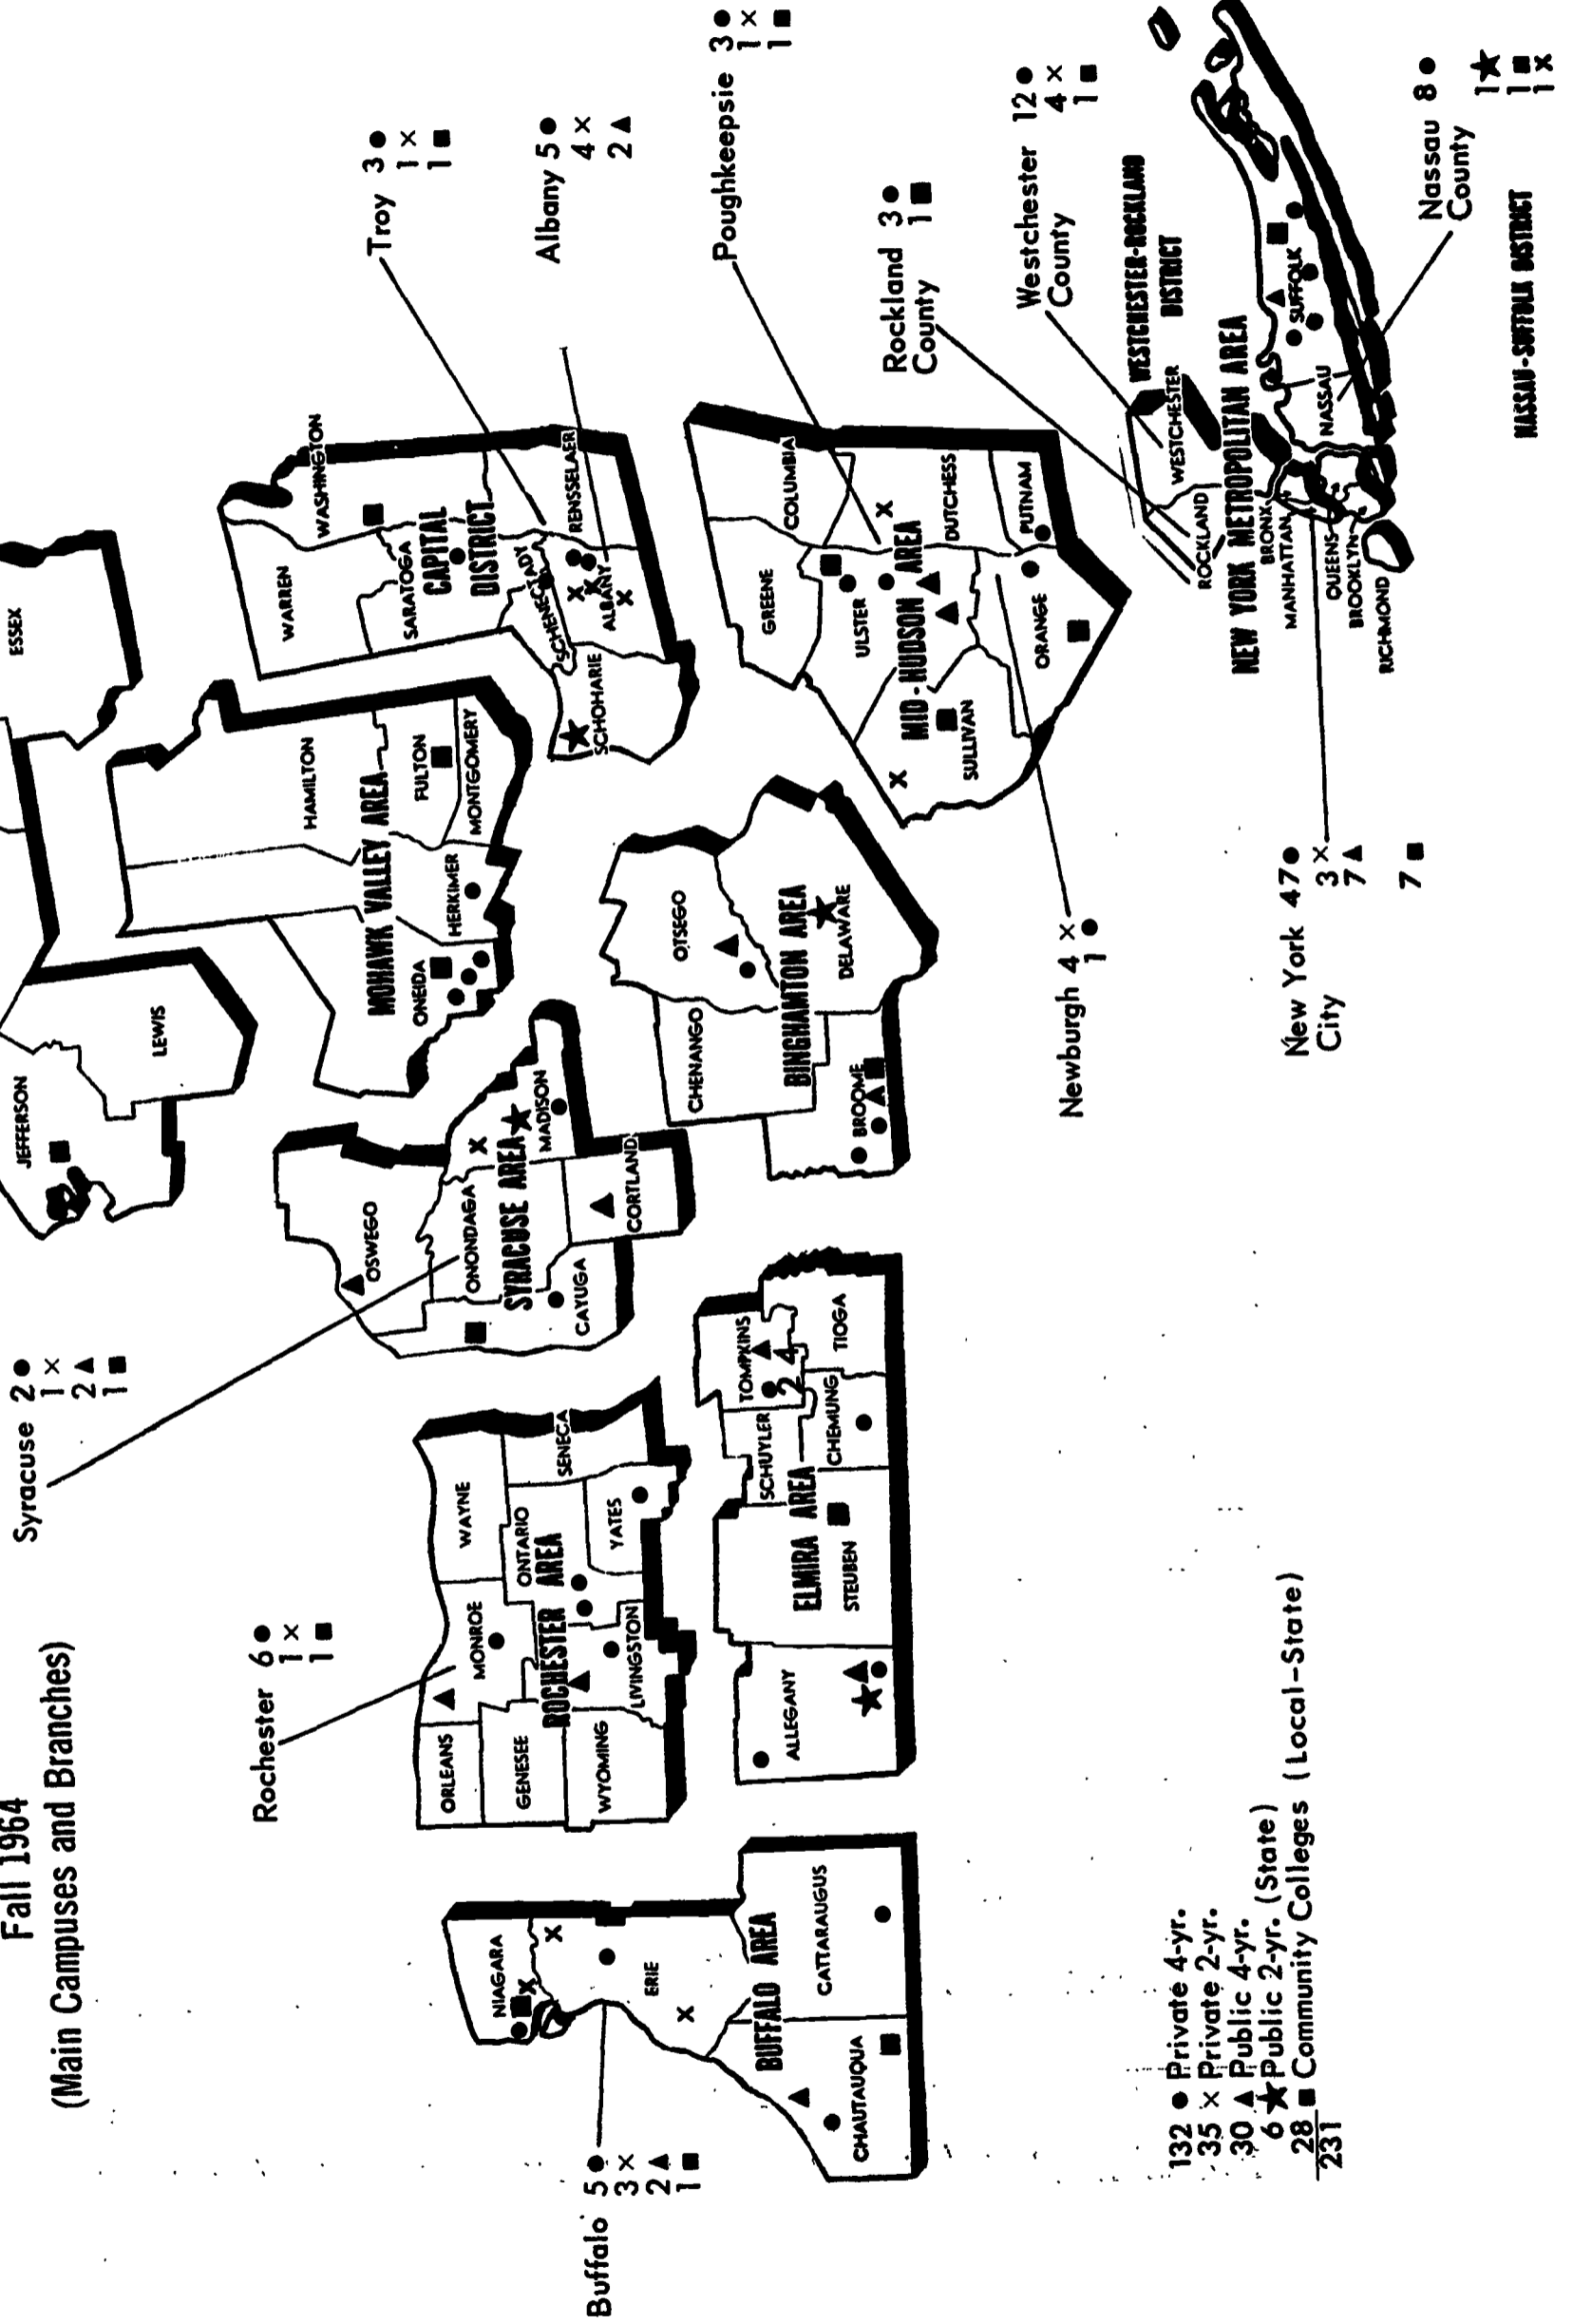 Fall 1964
(Main Campuses and Branches)
Syracuse 2 ●
1 ×
2 ▲
1 ■
Rochester 6 ●
1 ×
1 ■
Buffalo 5 ●
3 ×
2 ▲
1 ■
Troy 3 ●
1 ×
1 ■
Albany 5 ●
4 ×
2 ▲
Poughkeepsie 3 ●
1 ×
1 ■
Rockland 3 ●
County 1 ■
Westchester 12 ●
County 4 ×
1 ■
Nassau 8 ●
County
1 ★
1 ■
1 ×
Newburgh 4 ×
1 ●
New York 47 ●
City 3 ×
7 ▲
7 ■
ESSEX
JEFFERSON
LEWIS
HAMILTON
FULTON
MONTGOMERY
HERKIMER
ONEIDA
MOHAWK VALLEY AREA
WARREN
WASHINGTON
SARATOGA
CAPITAL
DISTRICT
SCHENECTADY
RENSSELAER
ALBANY
SCHOHARIE
OSWEGO
ONONDAGA
MADISON
SYRACUSE AREA
CAYUGA
CORTLAND
WAYNE
MONROE
ORLEANS
GENESEE
ONTARIO
SENECA
YATES
ROCHESTER AREA
LIVINGSTON
WYOMING
NIAGARA
ERIE
BUFFALO AREA
CATTARAUGUS
CHAUTAUQUA
ALLEGANY
STEUBEN
ELMIRA AREA
SCHUYLER
CHEMUNG
TOMPKINS
2 4
TIOGA
OTSEGO
CHENANGO
DELAWARE
BROOME
BINGHAMTON AREA
COLUMBIA
GREENE
ULSTER
DUTCHESS
MID-HUDSON AREA
SULLIVAN
ORANGE
PUTNAM
WESTCHESTER-ROCKLAND
DISTRICT
WESTCHESTER
ROCKLAND
NEW YORK METROPOLITAN AREA
BRONX
MANHATTAN
QUEENS
BROOKLYN
RICHMOND
NASSAU
SUFFOLK
NASSAU-SUFFOLK DISTRICT
132 ● Private 4-yr.
35 × Private 2-yr.
30 ▲ Public 4-yr.
6 ★ Public 2-yr. (State)
28 ■ Community Colleges (Local-State)
231